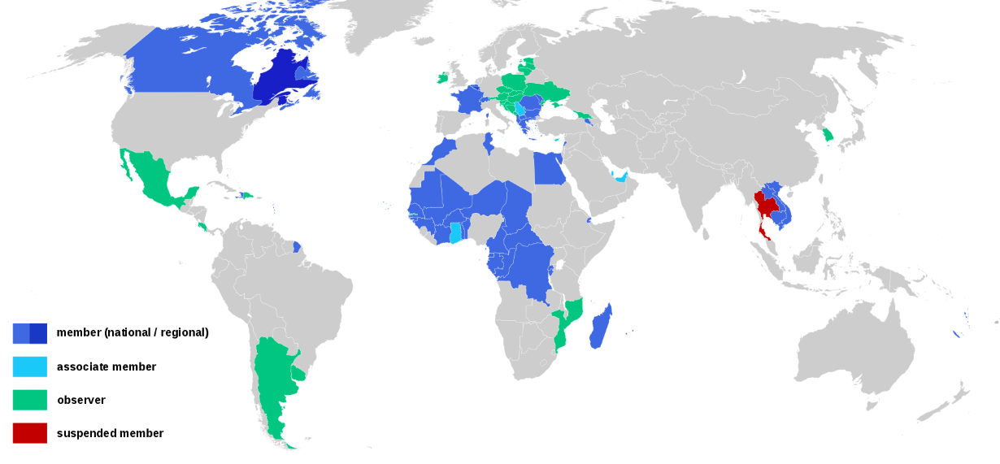 member (national / regional)
associate member
observer
suspended member